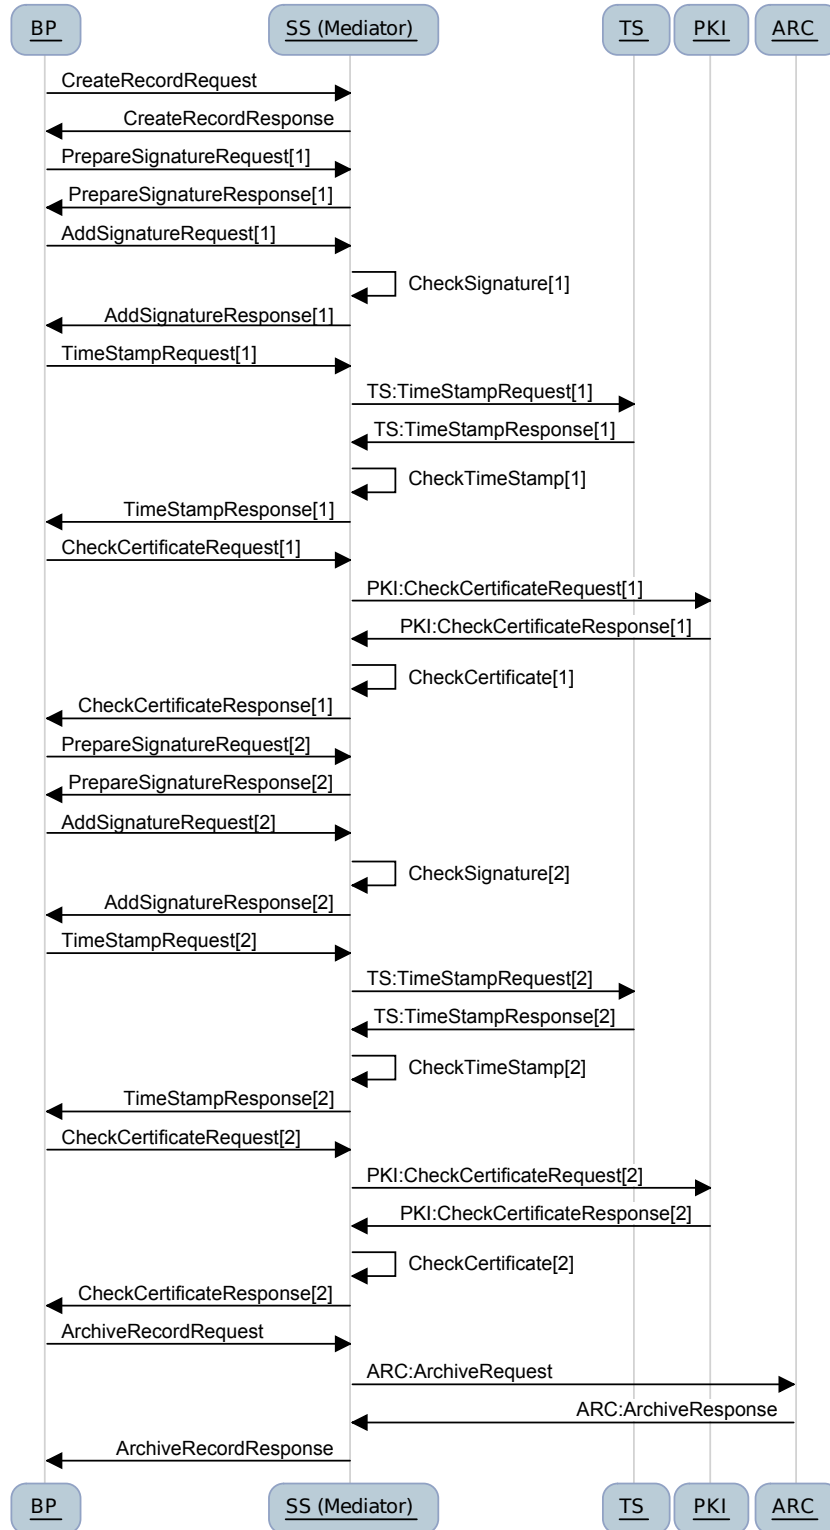 BP SS (Mediator) TS PKI ARC
CreateRecordRequest
CreateRecordResponse
PrepareSignatureRequest[1]
PrepareSignatureResponse[1]
AddSignatureRequest[1]
CheckSignature[1]
AddSignatureResponse[1]
TimeStampRequest[1]
TS:TimeStampRequest[1]
TS:TimeStampResponse[1]
CheckTimeStamp[1]
TimeStampResponse[1]
CheckCertificateRequest[1]
PKI:CheckCertificateRequest[1]
PKI:CheckCertificateResponse[1]
CheckCertificate[1]
CheckCertificateResponse[1]
PrepareSignatureRequest[2]
PrepareSignatureResponse[2]
AddSignatureRequest[2]
CheckSignature[2]
AddSignatureResponse[2]
TimeStampRequest[2]
TS:TimeStampRequest[2]
TS:TimeStampResponse[2]
CheckTimeStamp[2]
TimeStampResponse[2]
CheckCertificateRequest[2]
PKI:CheckCertificateRequest[2]
PKI:CheckCertificateResponse[2]
CheckCertificate[2]
CheckCertificateResponse[2]
ArchiveRecordRequest
ARC:ArchiveRequest
ARC:ArchiveResponse
ArchiveRecordResponse
BP SS (Mediator) TS PKI ARC